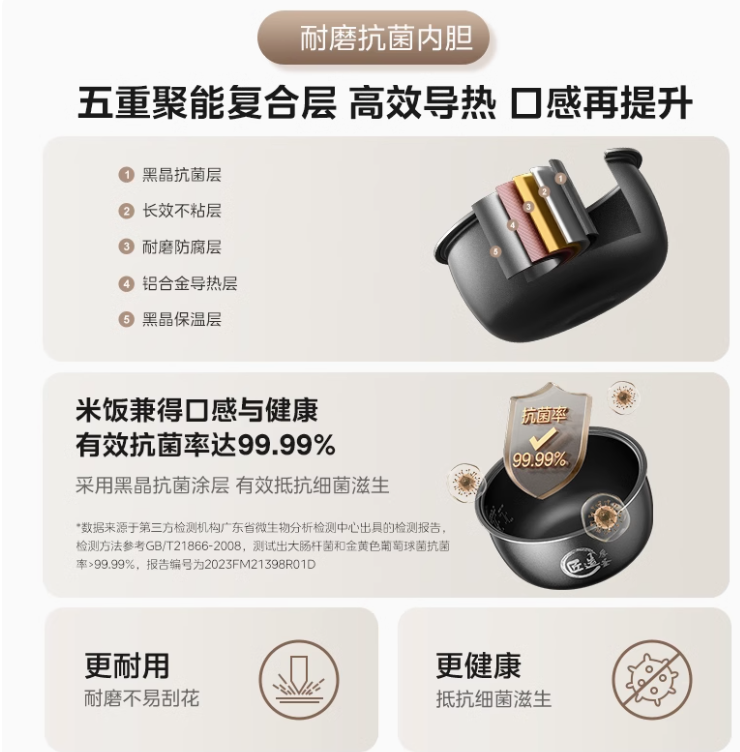 耐磨抗菌内胆
五重聚能复合层 高效导热 口感再提升
1 黑晶抗菌层
2 长效不粘层
3 耐磨防腐层
4 铝合金导热层
5 黑晶保温层
1
2
3
4
5
米饭兼得口感与健康
有效抗菌率达99.99%
采用黑晶抗菌涂层 有效抵抗细菌滋生
*数据来源于第三方检测机构广东省微生物分析检测中心出具的检测报告,
检测方法参考GB/T21866-2008，测试出大肠杆菌和金黄色葡萄球菌抗菌
率>99.99%，报告编号为2023FM21398R01D
抗菌率
99.99%
更耐用
耐磨不易刮花
更健康
抵抗细菌滋生